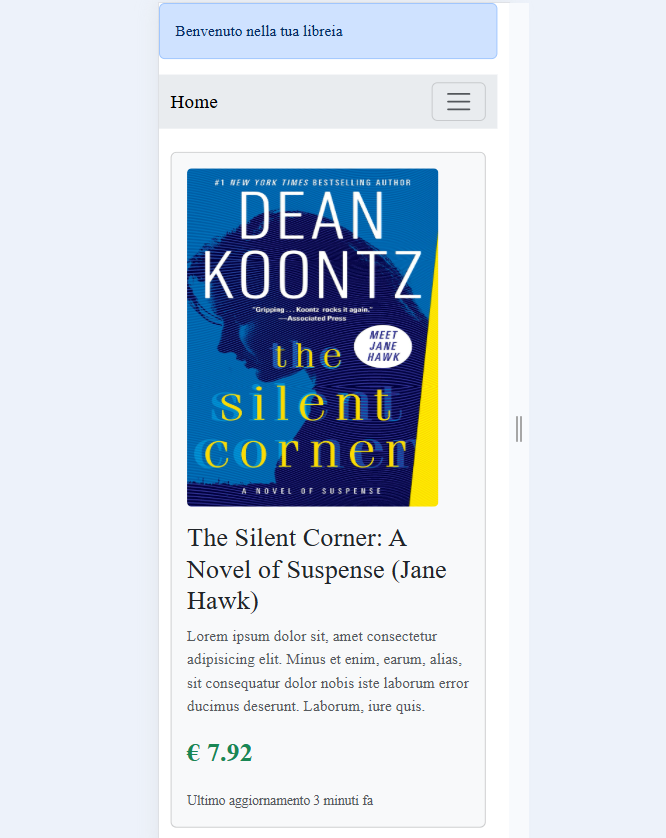 Benvenuto nella tua libreia
Home
#1 NEW YORK TIMES BESTSELLING AUTHOR
DEAN
KOONTZ
"Gripping . . . Koontz rocks it again."
—Associated Press
MEET
JANE
HAWK
the
silent
corner
A NOVEL OF SUSPENSE
The Silent Corner: A
Novel of Suspense (Jane
Hawk)
Lorem ipsum dolor sit, amet consectetur
adipisicing elit. Minus et enim, earum, alias,
sit consequatur dolor nobis iste laborum error
ducimus deserunt. Laborum, iure quis.
€ 7.92
Ultimo aggiornamento 3 minuti fa